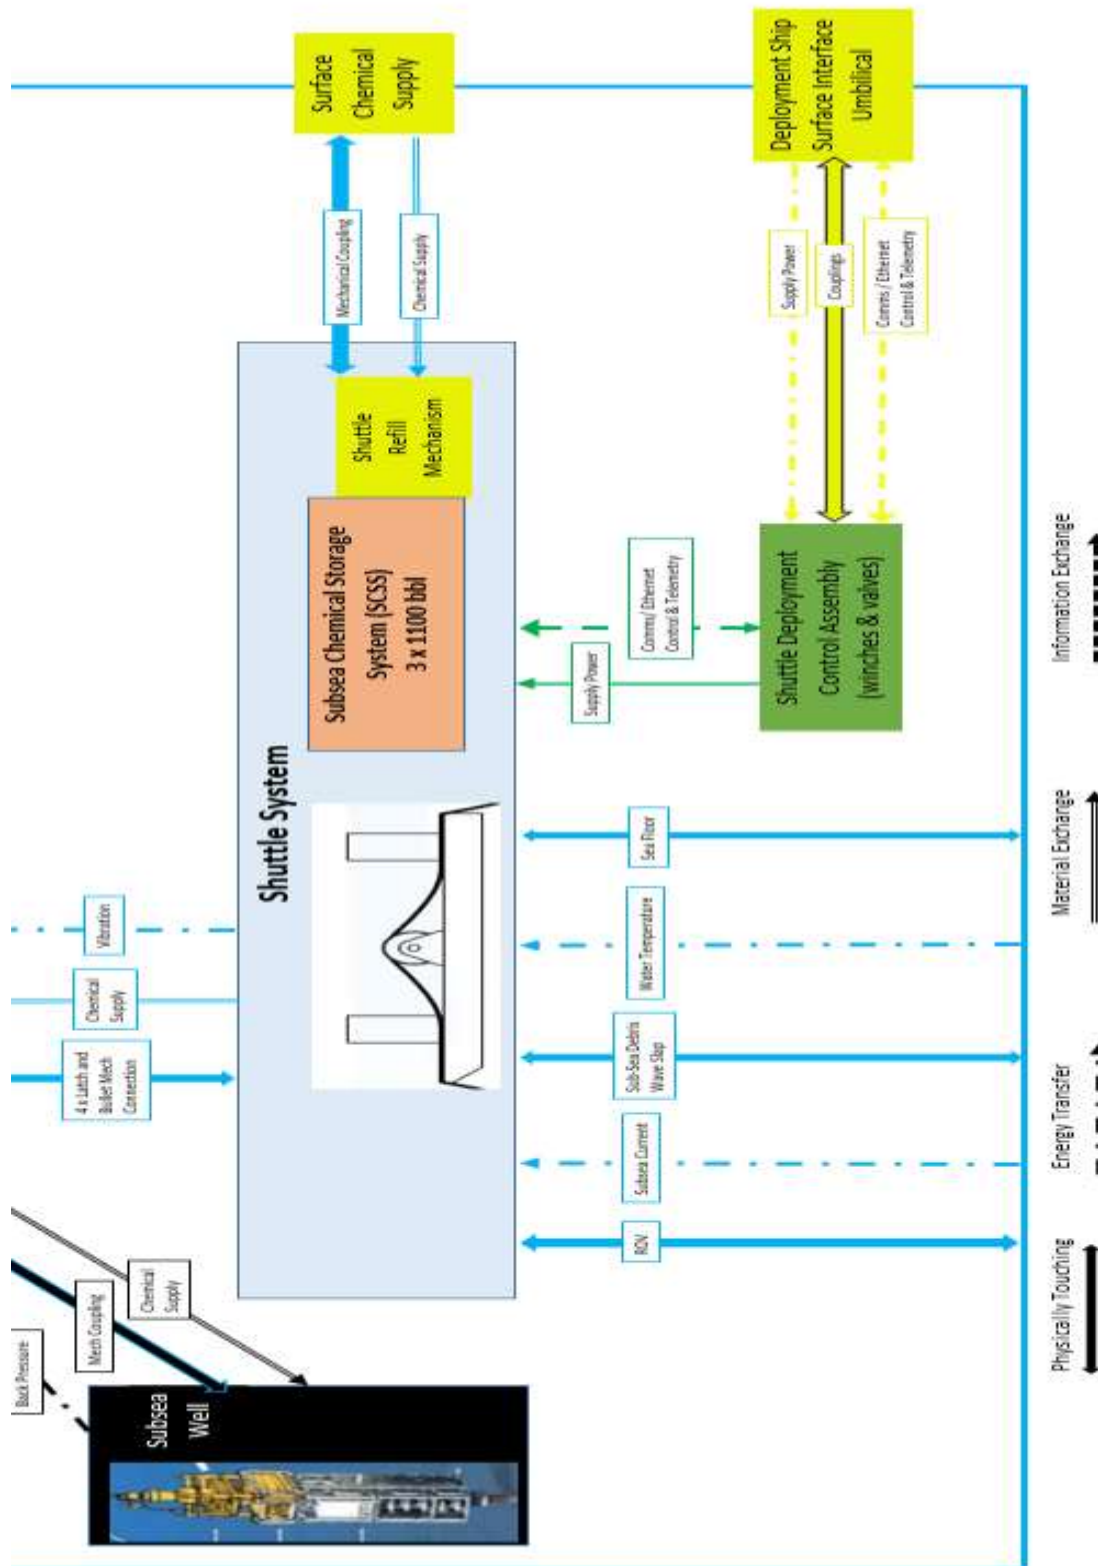 Back Pressure
Mech Coupling
Chemical
Supply
Subsea
Well
4 x Latch and
Bullet Mech
Connection
Chemical
Supply
Vibration
Shuttle System
Subsea Chemical Storage
System (SCSS)
3 x 1100 bbl
Shuttle
Refill
Mechanism
Mechanical Coupling
Chemical Supply
Surface
Chemical
Supply
ROV
Subsea Current
Sub-Sea Debris
Wave Slap
Water Temperature
Sea Floor
Supply Power
Comms/ Ethernet
Control & Telemetry
Shuttle Deployment
Control Assembly
(winches & valves)
Supply Power
Couplings
Comms / Ethernet
Control & Telemetry
Deployment Ship
Surface Interface
Umbilical
Physically Touching
Energy Transfer
Material Exchange
Information Exchange